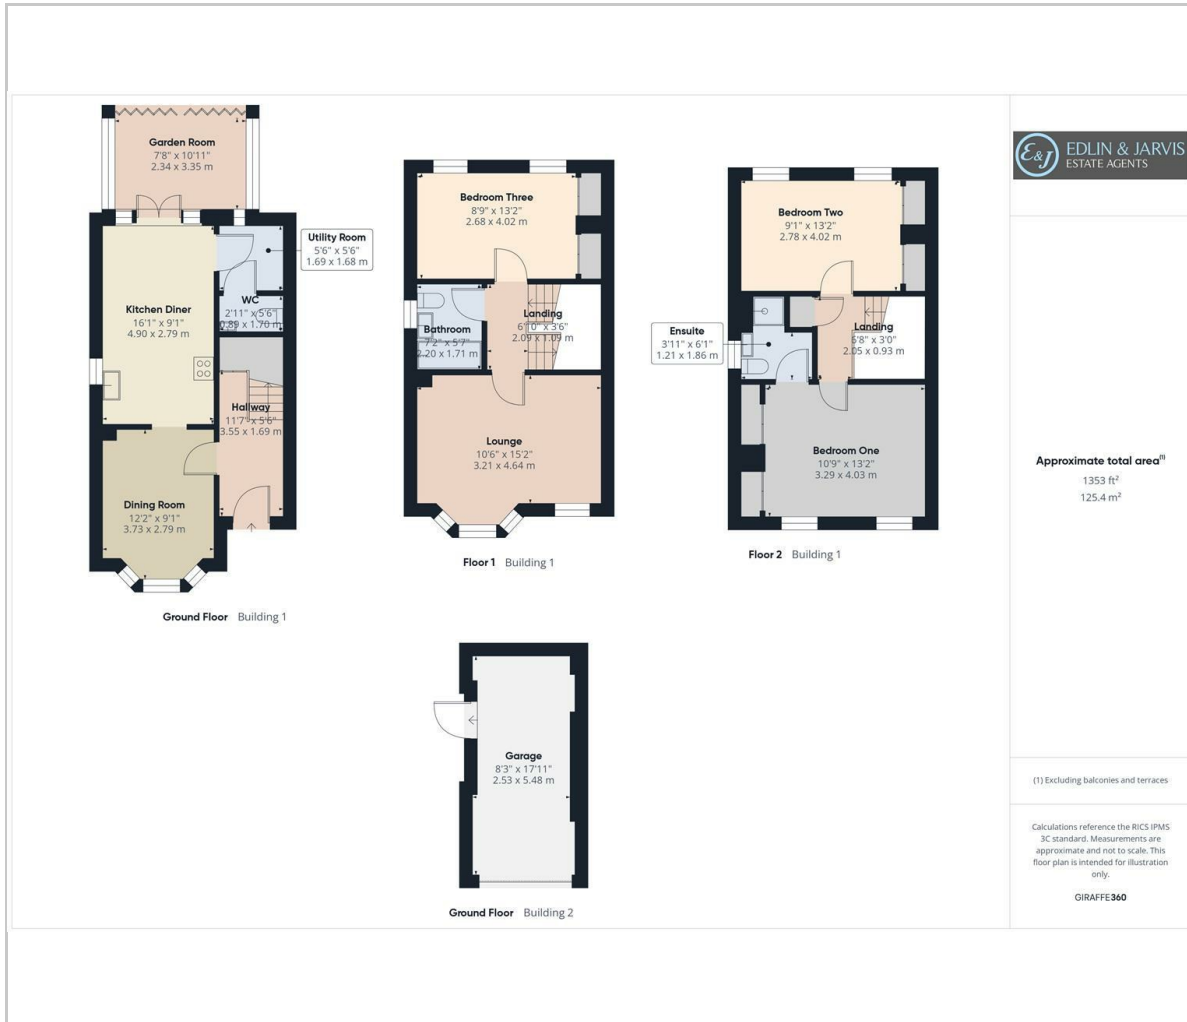 Garden Room
7'8" x 10'11"
2.34 x 3.35 m
Utility Room
5'6" x 5'6"
1.69 x 1.68 m
WC
2'11" x 5'6"
0.89 x 1.70 m
Kitchen Diner
16'1" x 9'1"
4.90 x 2.79 m
Hallway
11'7" x 5'6"
3.55 x 1.69 m
Dining Room
12'2" x 9'1"
3.73 x 2.79 m
Ground Floor Building 1
Bedroom Three
8'9" x 13'2"
2.68 x 4.02 m
Landing
6'10" x 3'6"
2.09 x 1.09 m
Bathroom
7'2" x 5'7"
2.20 x 1.71 m
Lounge
10'6" x 15'2"
3.21 x 4.64 m
Floor 1 Building 1
Bedroom Two
9'1" x 13'2"
2.78 x 4.02 m
Ensuite
3'11" x 6'1"
1.21 x 1.86 m
Landing
6'8" x 3'0"
2.05 x 0.93 m
Bedroom One
10'9" x 13'2"
3.29 x 4.03 m
Floor 2 Building 1
Garage
8'3" x 17'11"
2.53 x 5.48 m
Ground Floor Building 2
E&J
EDLIN & JARVIS
ESTATE AGENTS
Approximate total area(1)
1353 ft²
125.4 m²
(1) Excluding balconies and terraces
Calculations reference the RICS IPMS
3C standard. Measurements are
approximate and not to scale. This
floor plan is intended for illustration
only.
GIRAFFE360